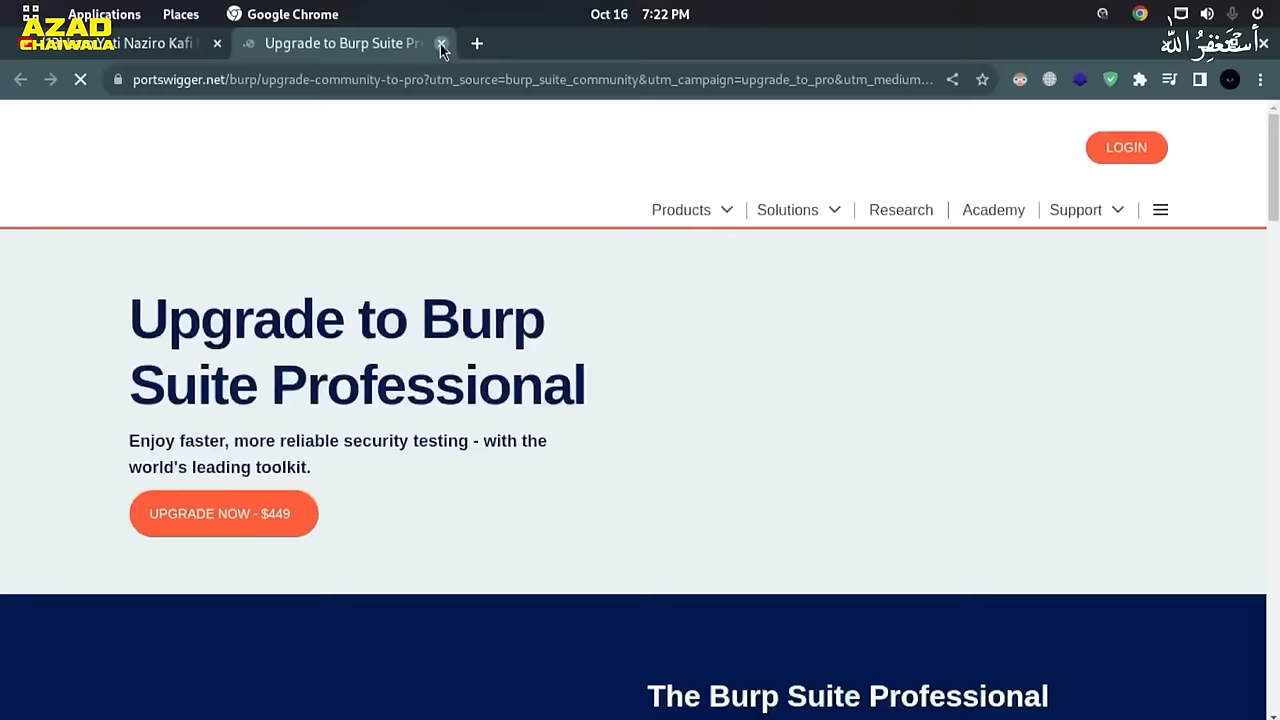 Applications Places Google Chrome Oct 16 7:22 PM
AZAD
CHAIWALA
أستغفر الله
Naziro Kafi
Upgrade to Burp Suite Pr
portswigger.net/burp/upgrade-community-to-pro?utm_source=burp_suite_community&utm_campaign=upgrade_to_pro&utm_medium...
LOGIN
Products Solutions Research Academy Support
Upgrade to Burp
Suite Professional
Enjoy faster, more reliable security testing - with the
world's leading toolkit.
UPGRADE NOW - $449
The Burp Suite Professional